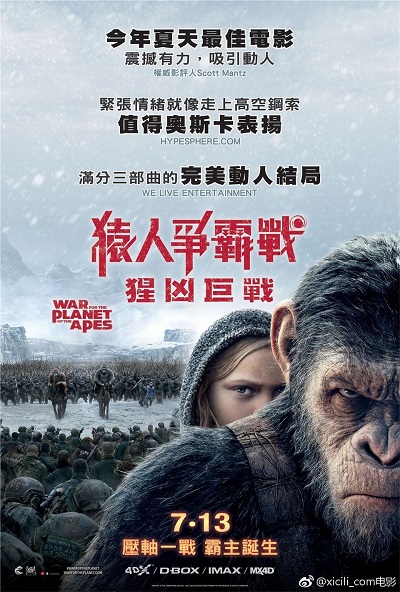 今年夏天最佳電影
震撼有力，吸引動人
權威影評人Scott Mantz
緊張情緒就像走上高空鋼索
值得奧斯卡表揚
HYPESPHERE.COM
滿分三部曲的完美動人結局
WE LIVE ENTERTAINMENT
猿人爭霸戰
猩凶巨戰
WAR FOR THE
PLANET
OF THE APES
7·13
壓軸一戰 霸主誕生
4DX / D-BOX / IMAX / MX4D
#WARFORTHEPLANET
WARFORTHEPLANET.COM
@xicili_com电影